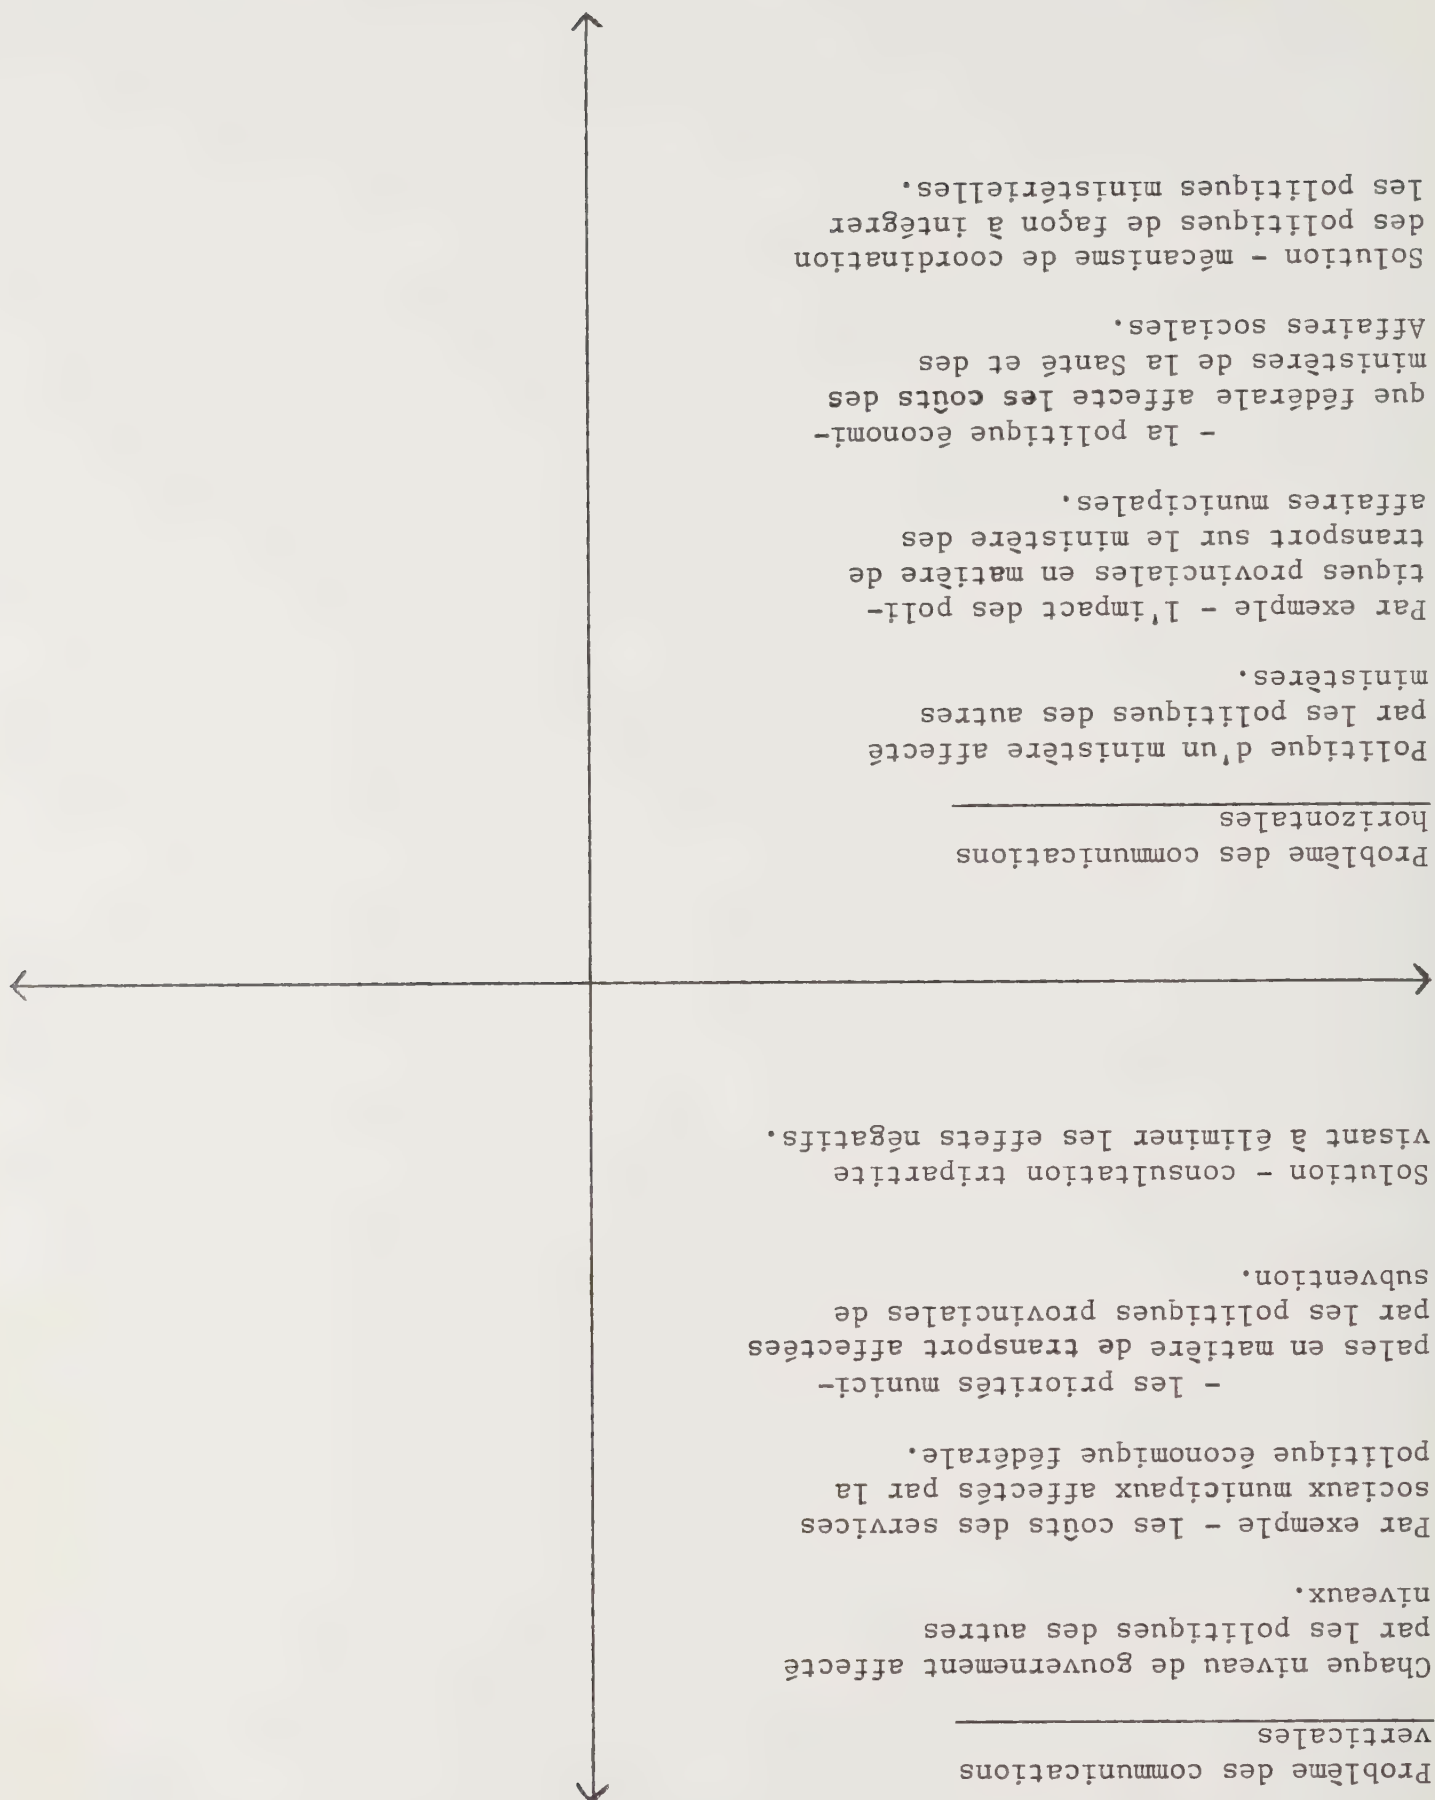 Problème des communications
verticales
Chaque niveau de gouvernement affecté
par les politiques des autres
niveaux.
Par exemple - les coûts des services
sociaux municipaux affectés par la
politique économique fédérale.
- les priorités munici-
pales en matière de transport affectées
par les politiques provinciales de
subvention.
Solution - consultation tripartite
visant à éliminer les effets négatifs.
Problème des communications
horizontales
Politique d'un ministère affecté
par les politiques des autres
ministères.
Par exemple - l'impact des poli-
tiques provinciales en matière de
transport sur le ministère des
affaires municipales.
- la politique économi-
que fédérale affecte les coûts des
ministères de la Santé et des
Affaires sociales.
Solution - mécanisme de coordination
des politiques de façon à intégrer
les politiques ministérielles.